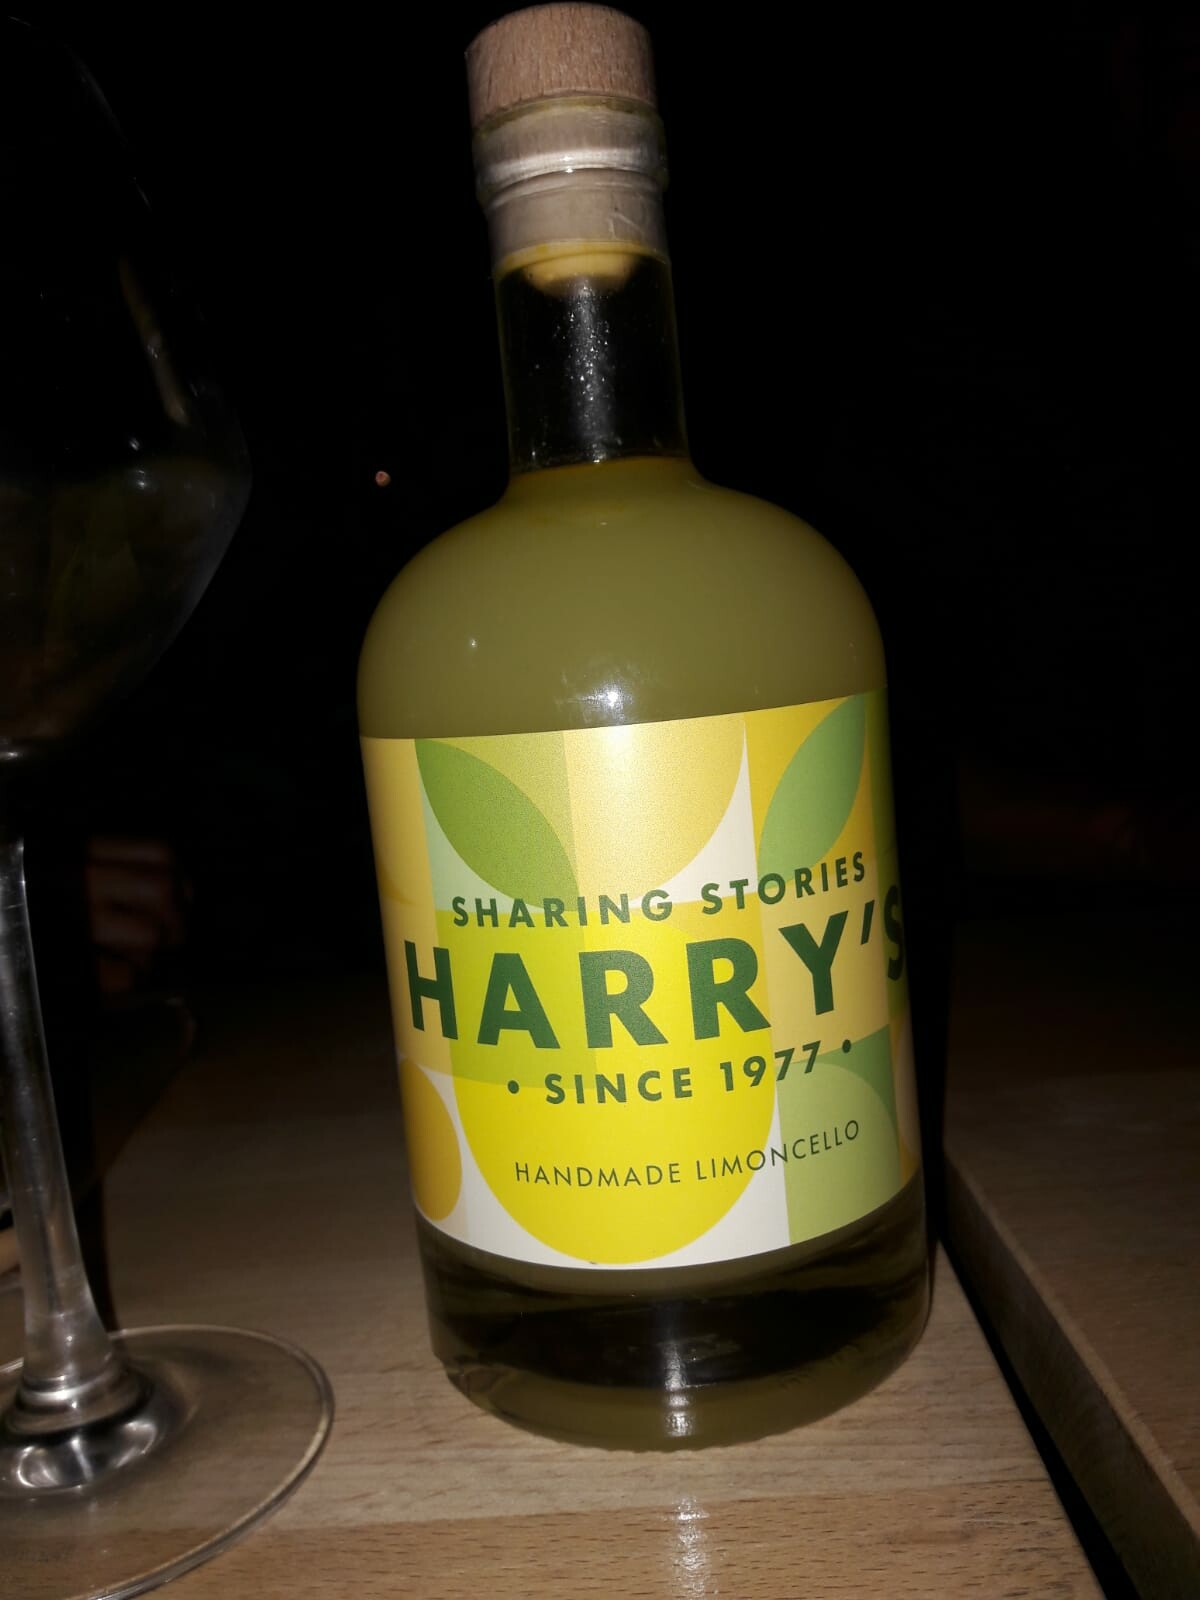 SHARING STORIES
HARRY'S
• SINCE 1977 •
HANDMADE LIMONCELLO